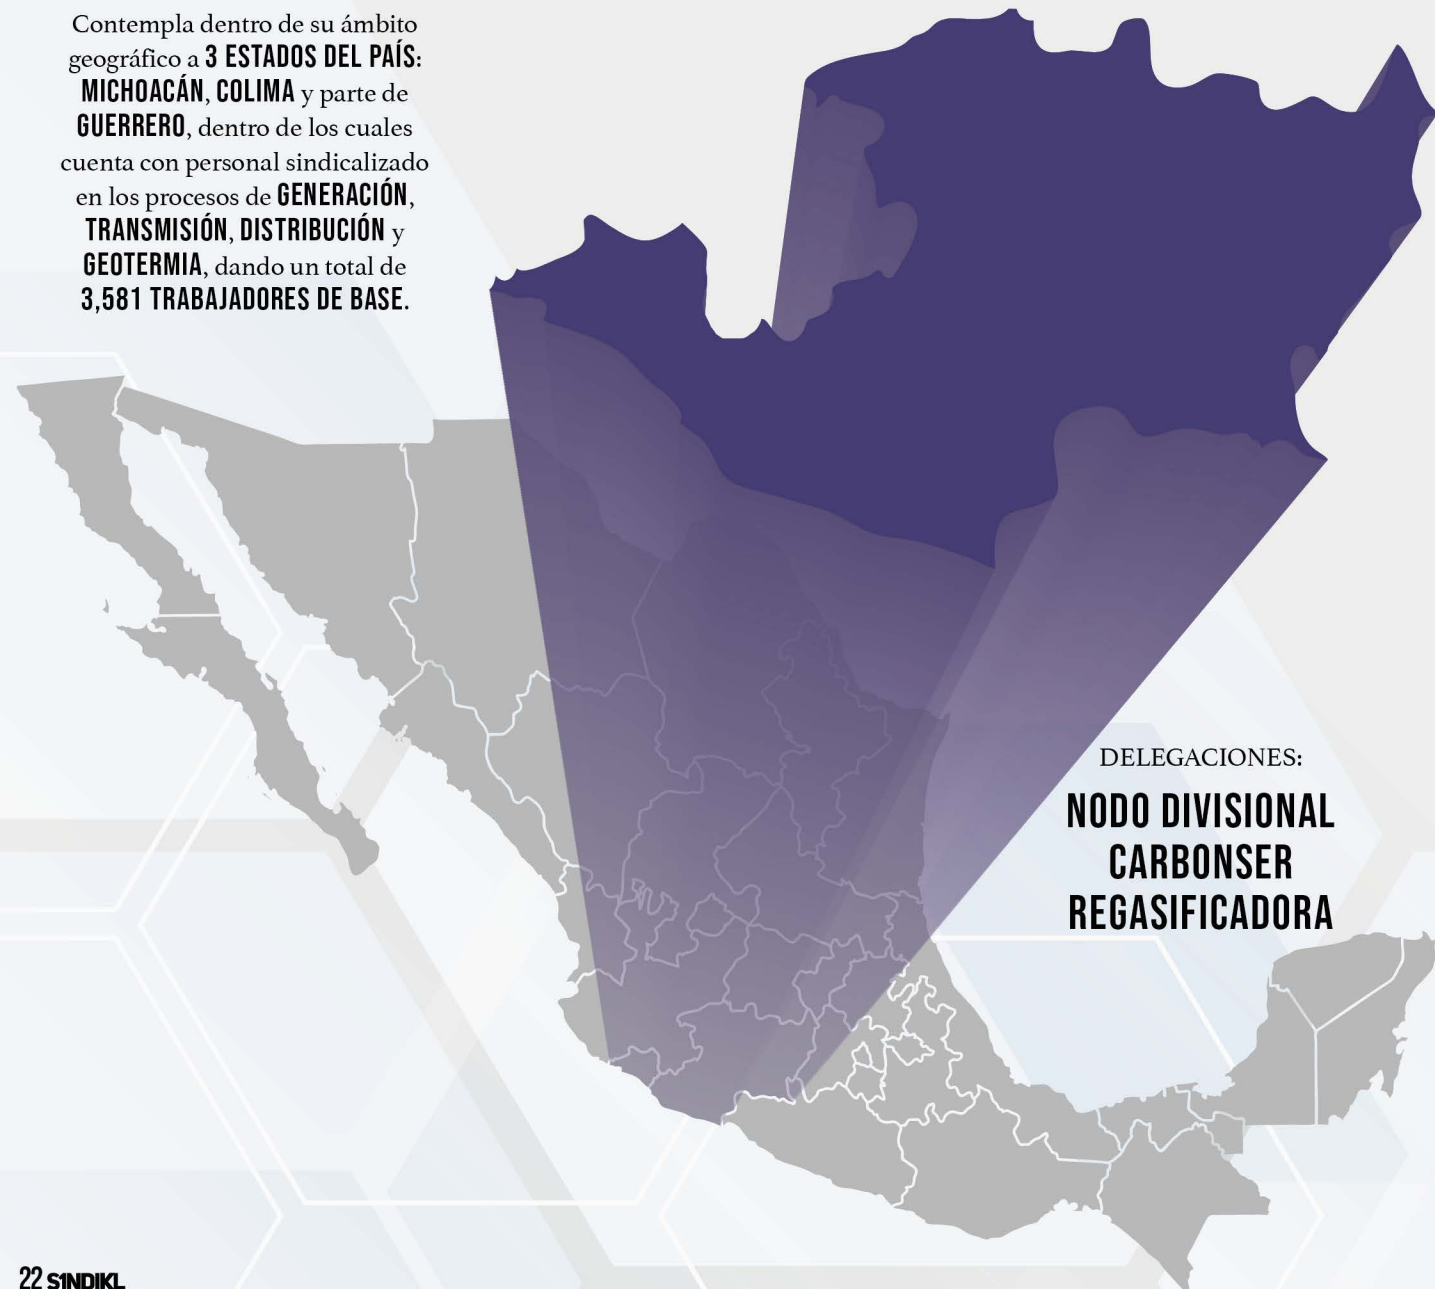 Contempla dentro de su ámbito
geográfico a 3 ESTADOS DEL PAÍS:
MICHOACÁN, COLIMA y parte de
GUERRERO, dentro de los cuales
cuenta con personal sindicalizado
en los procesos de GENERACIÓN,
TRANSMISIÓN, DISTRIBUCIÓN y
GEOTERMIA, dando un total de
3,581 TRABAJADORES DE BASE.
DELEGACIONES:
NODO DIVISIONAL
CARBONSER
REGASIFICADORA
22 S1NDIKL